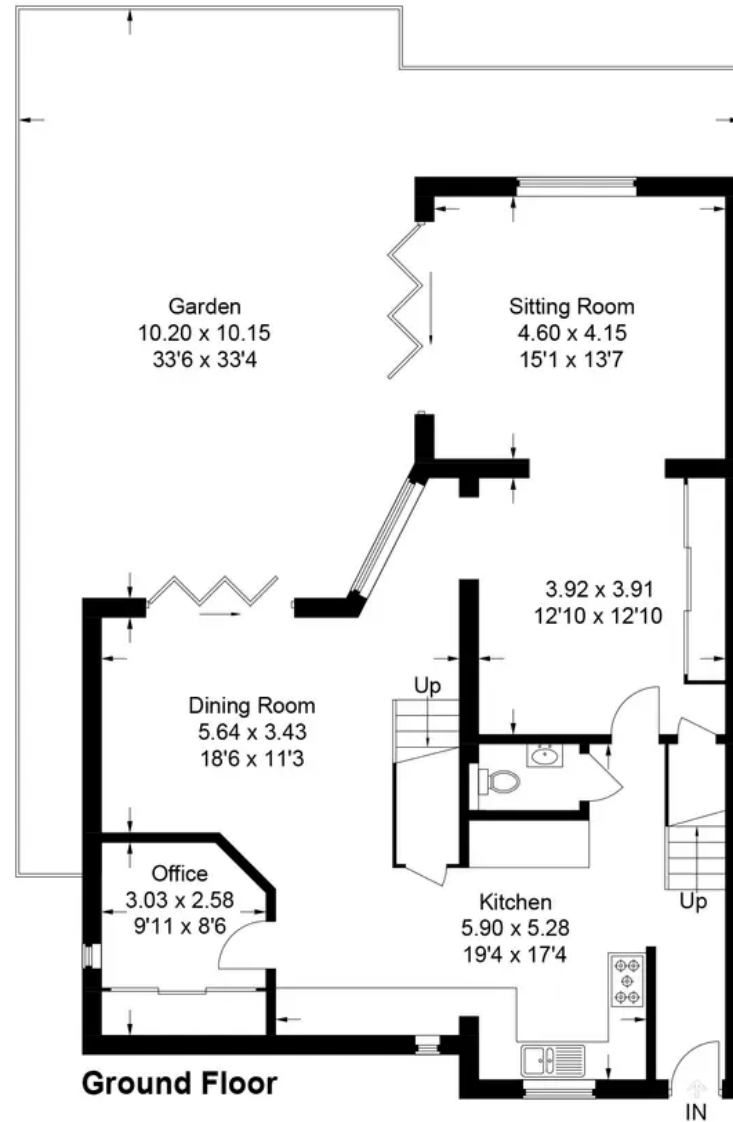 Garden
10.20 x 10.15
33'6 x 33'4
Sitting Room
4.60 x 4.15
15'1 x 13'7
3.92 x 3.91
12'10 x 12'10
Dining Room
5.64 x 3.43
18'6 x 11'3
Up
Office
3.03 x 2.58
9'11 x 8'6
Kitchen
5.90 x 5.28
19'4 x 17'4
Up
Ground Floor
IN